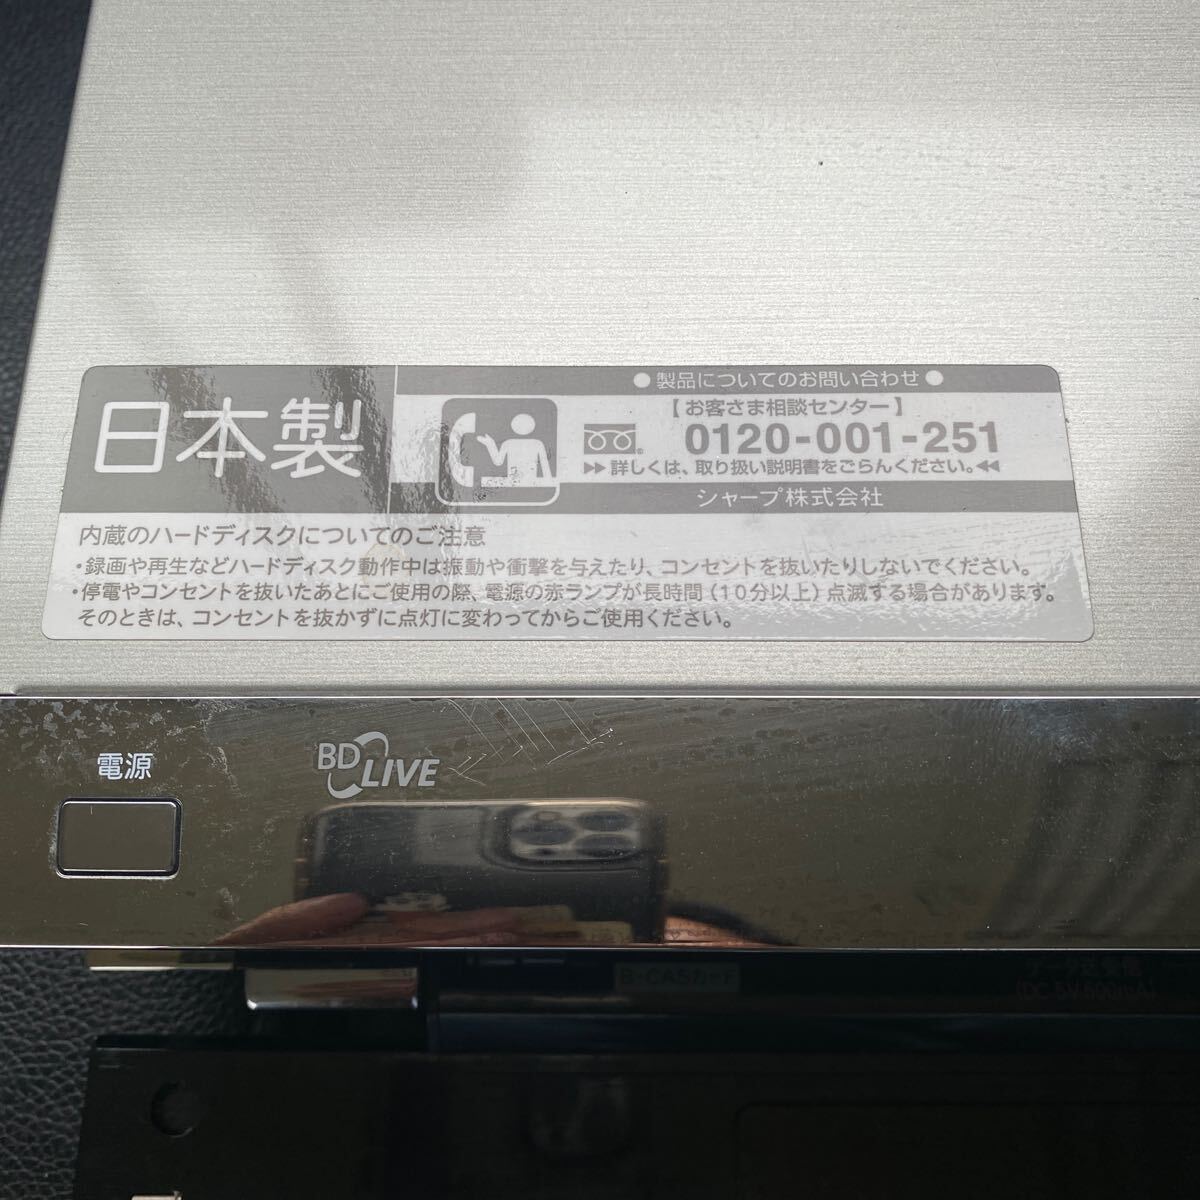 日本製
●製品についてのお問い合わせ●
【お客さま相談センター】
0120-001-251
▶▶詳しくは、取り扱い説明書をごらんください。◀◀
シャープ株式会社
内蔵のハードディスクについてのご注意
・録画や再生などハードディスク動作中は振動や衝撃を与えたり、コンセントを抜いたりしないでください。
・停電やコンセントを抜いたあとにご使用の際、電源の赤ランプが長時間（10分以上）点滅する場合があります。
そのときは、コンセントを抜かずに点灯に変わってからご使用ください。
電源
BD LIVE
B-CASカード
(DC 5V 500mA)